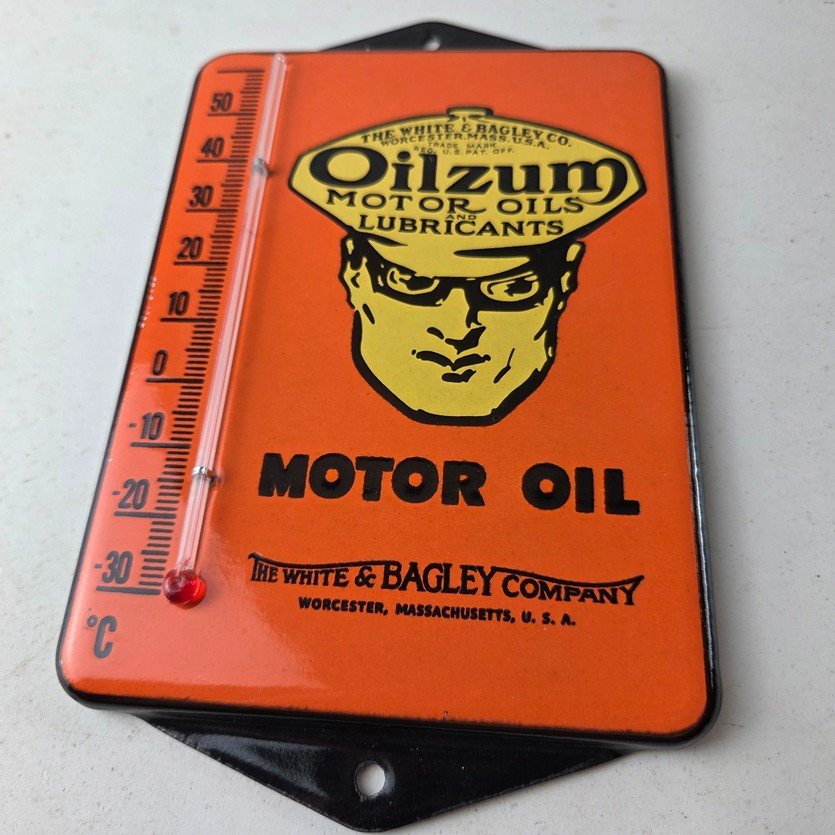 THE WHITE & BAGLEY CO.
WORCESTER.MASS.U.S.A.
TRADE MARK
REG. U.S. PAT. OFF.
Oilzum
MOTOR OILS
AND
LUBRICANTS
50
40
30
20
10
0
-10
-20
-30
°C
MOTOR OIL
THE WHITE & BAGLEY COMPANY
WORCESTER, MASSACHUSETTS, U. S. A.